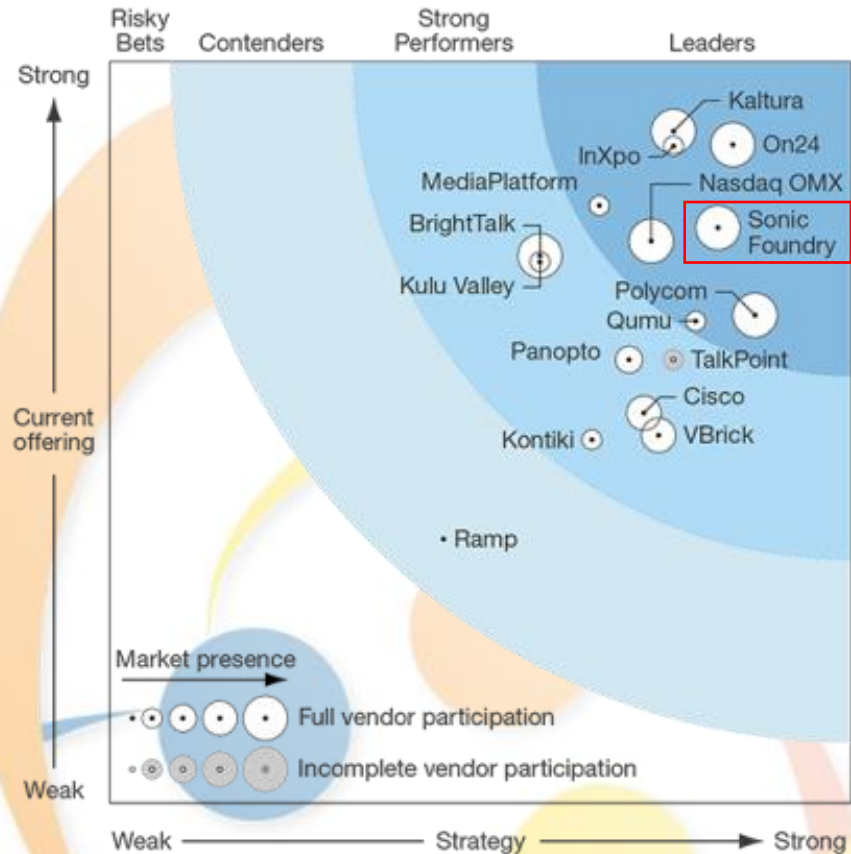 Risky
Bets
Contenders
Strong
Performers
Leaders
Strong
Kaltura
On24
InXpo
MediaPlatform
Nasdaq OMX
BrightTalk
Sonic
Foundry
Kulu Valley
Polycom
Qumu
Panopto
TalkPoint
Cisco
Current
offering
Kontiki
VBrick
Ramp
Market presence
Full vendor participation
Incomplete vendor participation
Weak
Weak
Strategy
Strong